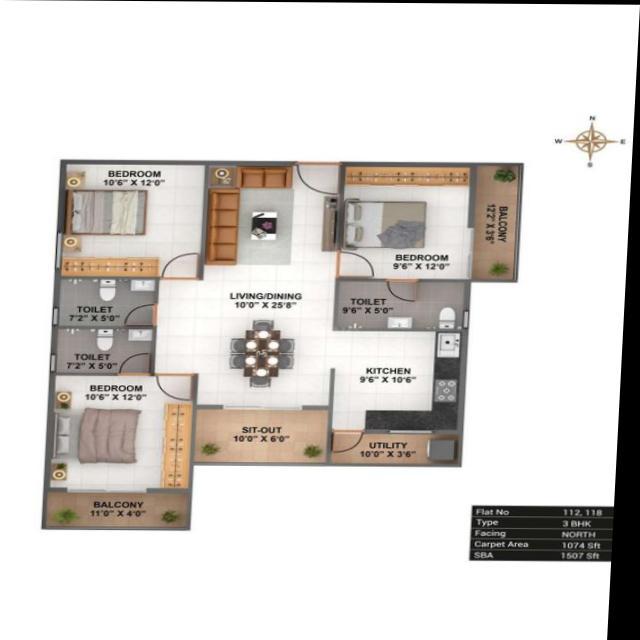 N
W E
S
BEDROOM
10'6" X 12'0"
BALCONY
12'2" X 3'6"
BEDROOM
9'6" X 12'0"
LIVING/DINING
10'0" X 25'8"
TOILET
7'2" X 5'0"
TOILET
9'6" X 5'0"
TOILET
7'2" X 5'0"
KITCHEN
9'6" X 10'6"
BEDROOM
10'6" X 12'0"
SIT-OUT
10'0" X 6'0"
UTILITY
10'0" X 3'6"
BALCONY
11'0" X 4'0"
Flat No 112, 118
Type 3 BHK
Facing NORTH
Carpet Area 1074 Sft
SBA 1507 Sft